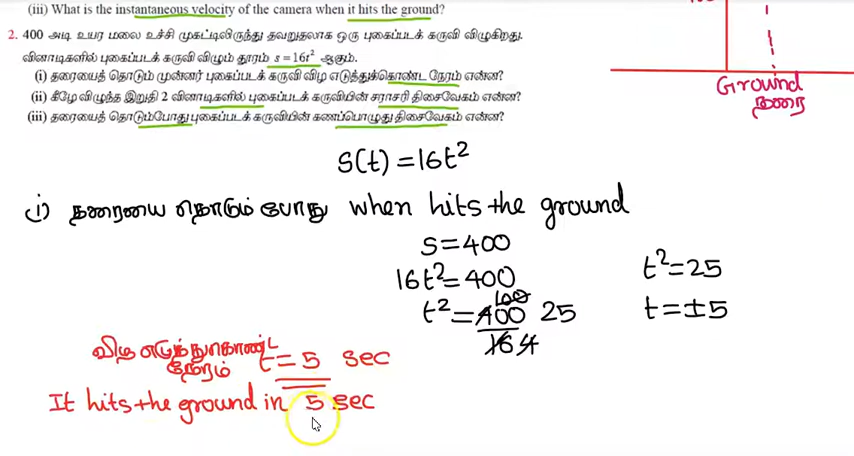 (iii) What is the instantaneous velocity of the camera when it hits the ground?
2. 400 அடி உயர மலை உச்சி முகட்டிலிருந்து தவறுதலாக ஒரு புகைப்படக் கருவி விழுகிறது.
வினாடிகளில் புகைப்படக் கருவி விழும் தூரம் s = 16t² ஆகும்.
(i) தரையைத் தொடும் முன்னர் புகைப்படக் கருவி விழ எடுத்துக்கொண்ட நேரம் என்ன?
(ii) கீழே விழுந்த இறுதி 2 வினாடிகளில் புகைப்படக் கருவியின் சராசரி திசைவேகம் என்ன?
(iii) தரையைத் தொடும்போது புகைப்படக் கருவியின் கணப்பொழுது திசைவேகம் என்ன?
Ground
தரை
S(t) = 16t²
i) தரையை தொடும் போது when hits the ground
S = 400
16t² = 400
t² = 400 100 25
16 4
t² = 25
t = ±5
விழ எடுத்துகொண்ட
நேரம் t = 5 sec
It hits the ground in 5 sec